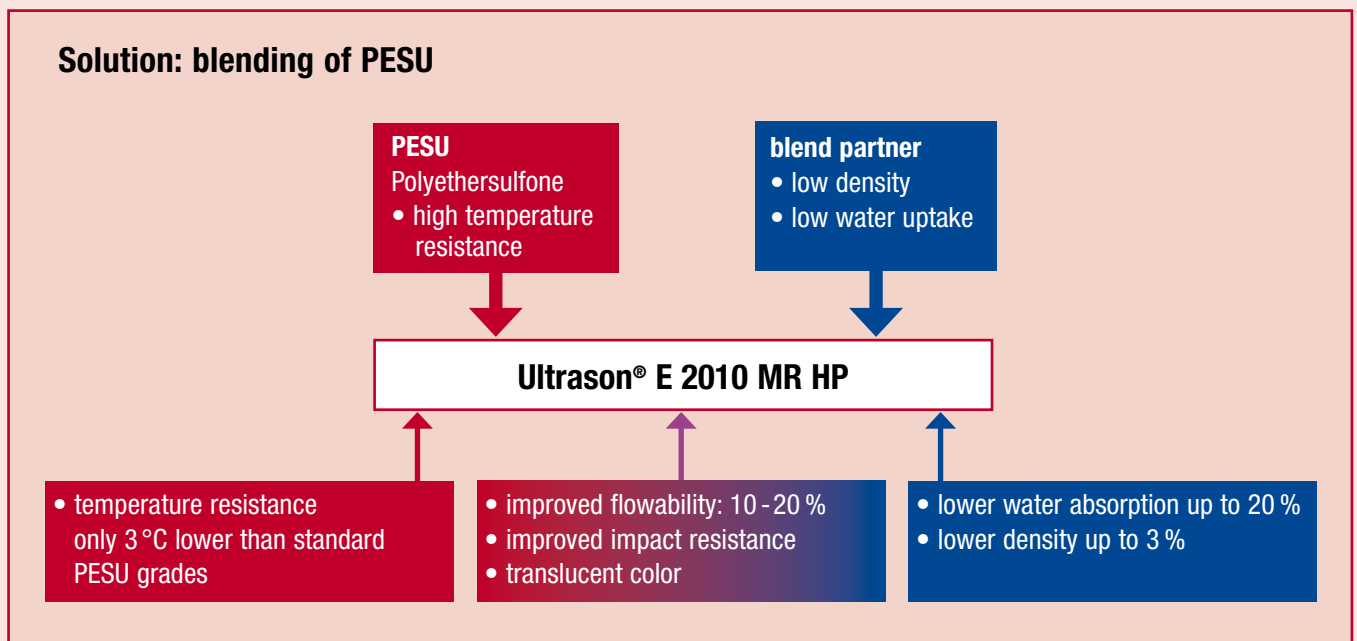 Solution: blending of PESU
PESU
Polyethersulfone
• high temperature
resistance
blend partner
• low density
• low water uptake
Ultrason® E 2010 MR HP
• temperature resistance
only 3 °C lower than standard
PESU grades
• improved flowability: 10 - 20 %
• improved impact resistance
• translucent color
• lower water absorption up to 20 %
• lower density up to 3 %